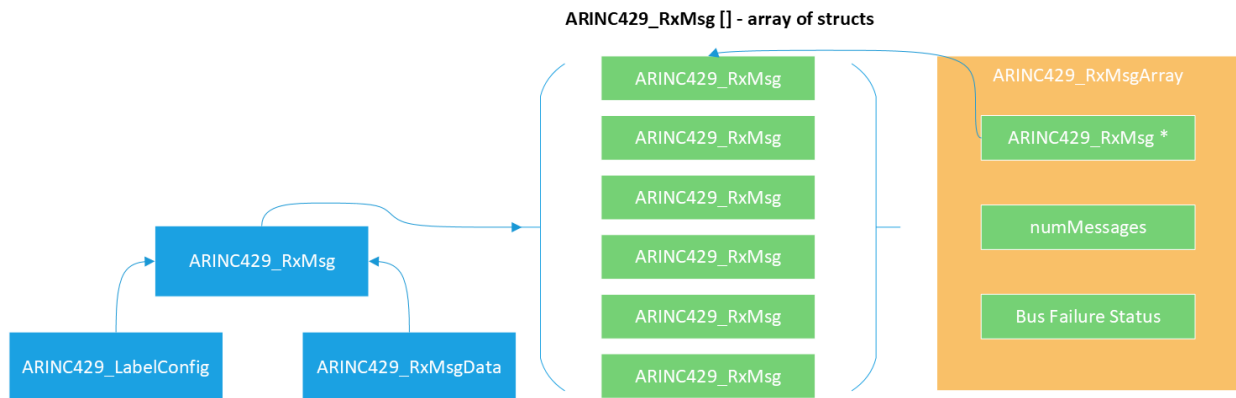 ARINC429_RxMsg [] - array of structs
ARINC429_RxMsg
ARINC429_LabelConfig
ARINC429_RxMsgData
ARINC429_RxMsg
ARINC429_RxMsg
ARINC429_RxMsg
ARINC429_RxMsg
ARINC429_RxMsg
ARINC429_RxMsg
ARINC429_RxMsgArray
ARINC429_RxMsg *
numMessages
Bus Failure Status